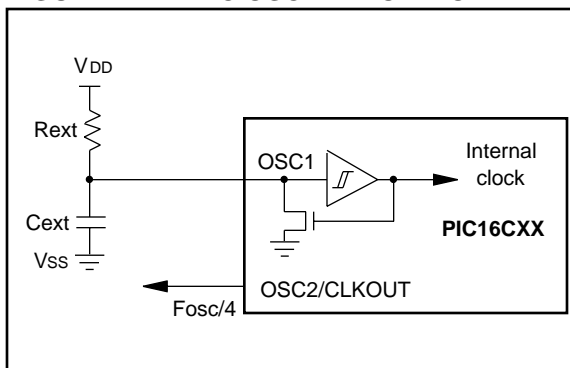 VDD
Rext
OSC1
Internal
clock
Cext
PIC16CXX
Vss
OSC2/CLKOUT
Fosc/4